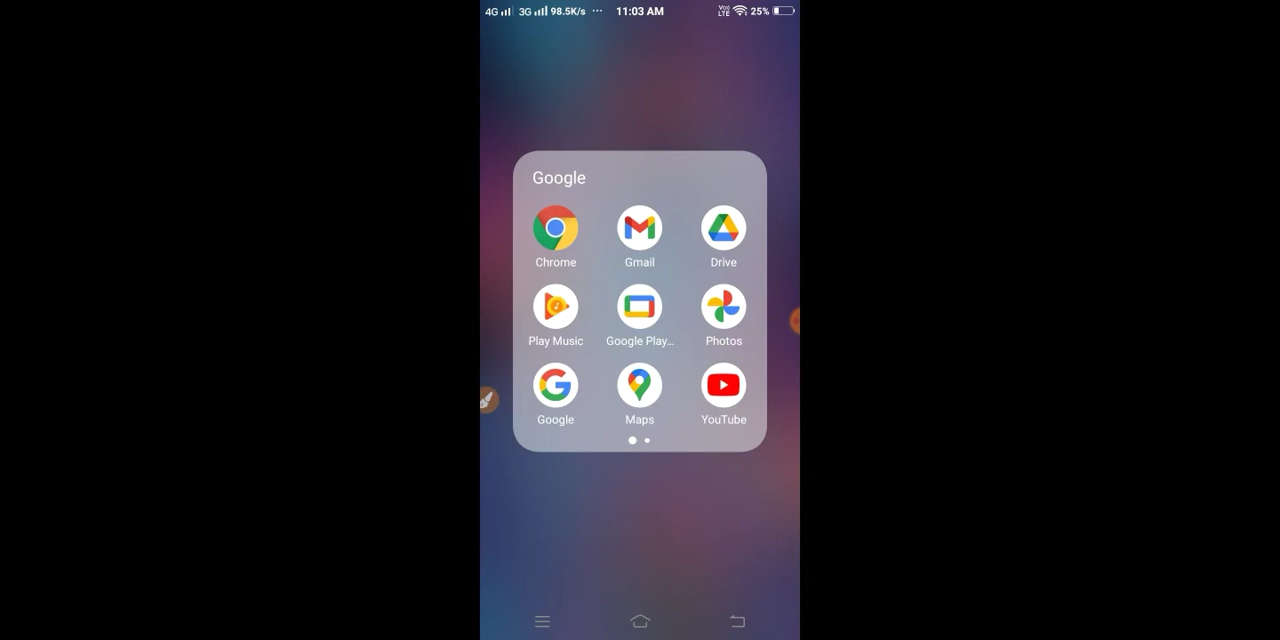 4G 3G 98.5K/s ··· 11:03 AM VoLTE 25%
Google
Chrome Gmail Drive
Play Music Google Play... Photos
Google Maps YouTube